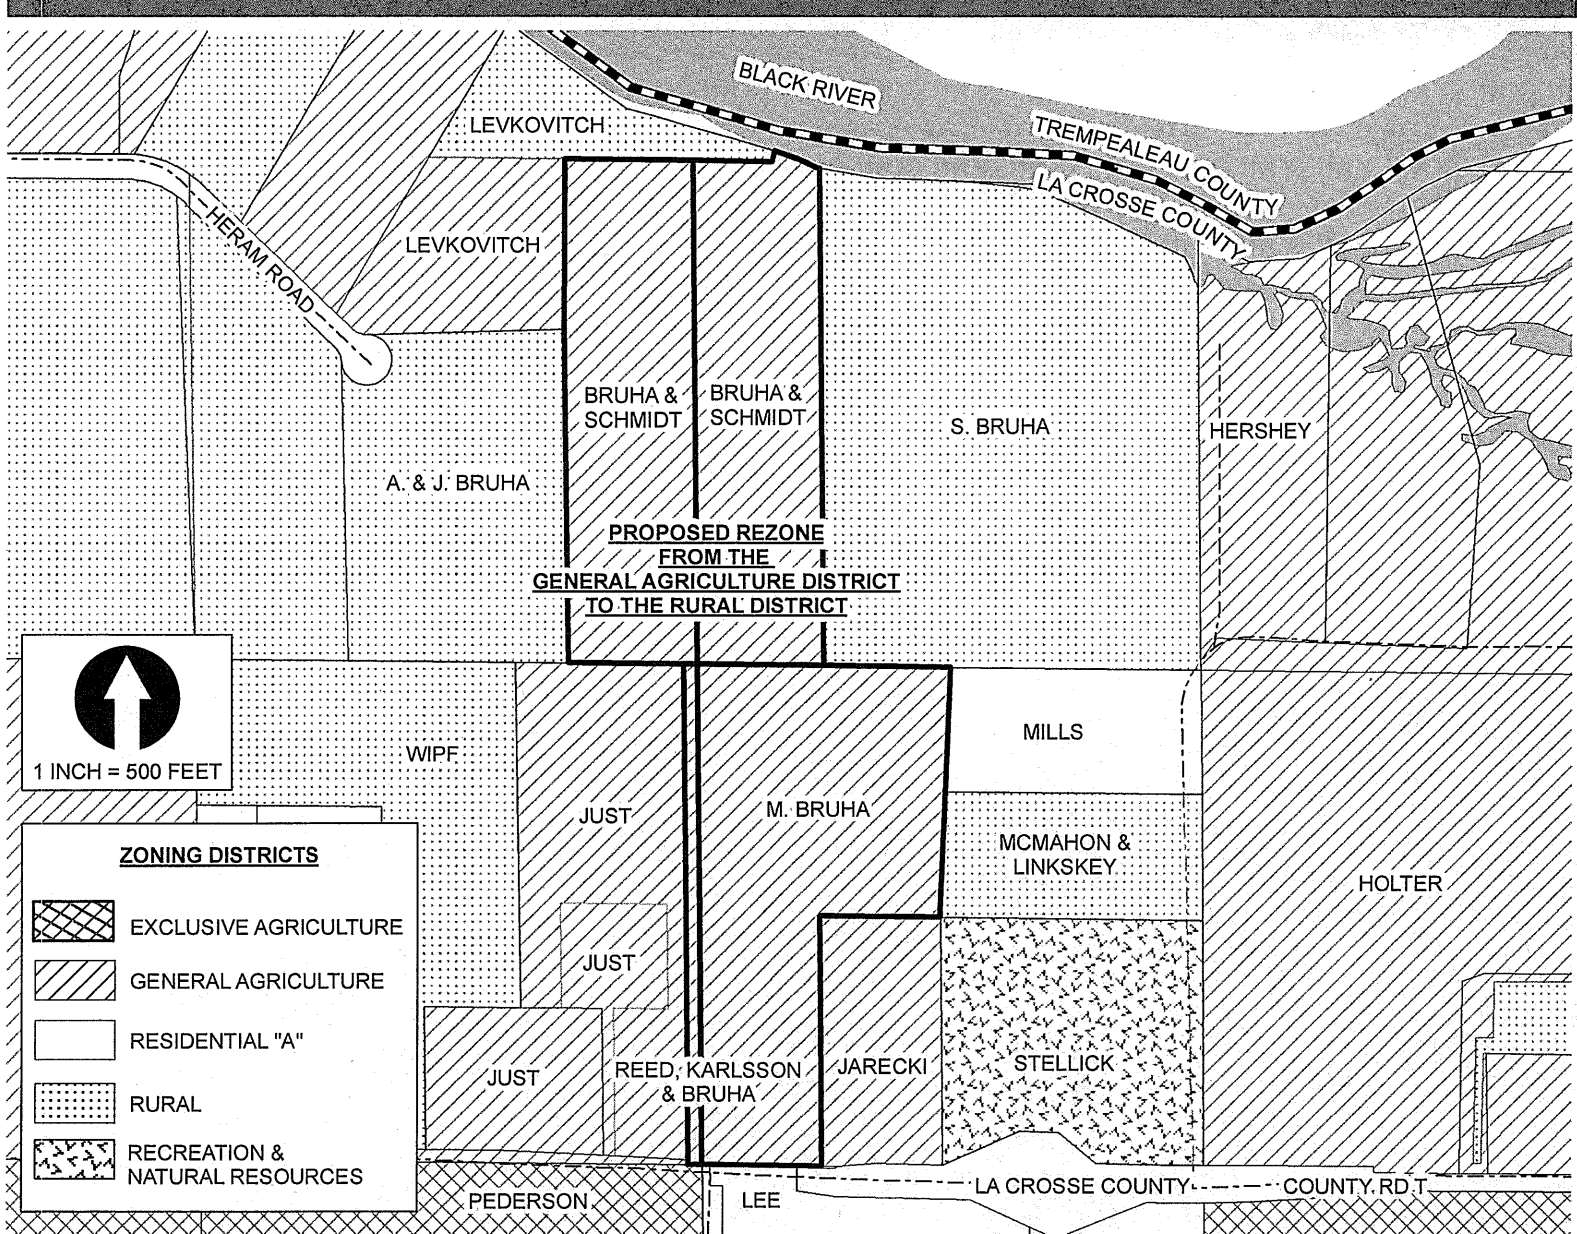 BLACK RIVER
TREMPEALEAU COUNTY
LA CROSSE COUNTY
LEVKOVITCH
HERAM ROAD
LEVKOVITCH
BRUHA &
SCHMIDT
BRUHA &
SCHMIDT
S. BRUHA
HERSHEY
A. & J. BRUHA
PROPOSED REZONE
FROM THE
GENERAL AGRICULTURE DISTRICT
TO THE RURAL DISTRICT
1 INCH = 500 FEET
WIPF
MILLS
JUST
M. BRUHA
MCMAHON &
LINKSKEY
HOLTER
JUST
JUST
REED, KARLSSON
& BRUHA
JARECKI
STELLICK
ZONING DISTRICTS
EXCLUSIVE AGRICULTURE
GENERAL AGRICULTURE
RESIDENTIAL "A"
RURAL
RECREATION &
NATURAL RESOURCES
PEDERSON
LEE
LA CROSSE COUNTY
COUNTY RD T